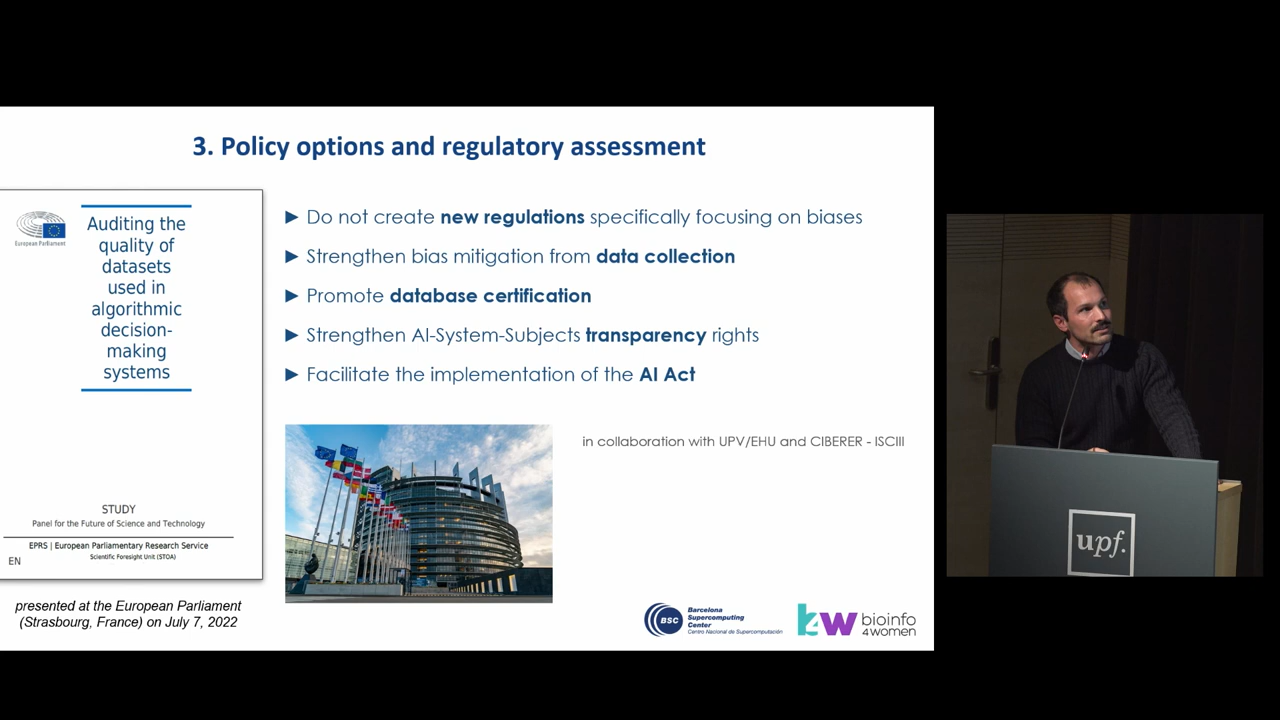 3. Policy options and regulatory assessment
European Parliament
Auditing the
quality of
datasets
used in
algorithmic
decision-
making
systems
STUDY
Panel for the Future of Science and Technology
EPRS | European Parliamentary Research Service
Scientific Foresight Unit (STOA)
EN
presented at the European Parliament
(Strasbourg, France) on July 7, 2022
► Do not create new regulations specifically focusing on biases
► Strengthen bias mitigation from data collection
► Promote database certification
► Strengthen AI-System-Subjects transparency rights
► Facilitate the implementation of the AI Act
in collaboration with UPV/EHU and CIBERER - ISCIII
BSC
Barcelona
Supercomputing
Center
Centro Nacional de Supercomputación
b4w
bioinfo
4women
upf.